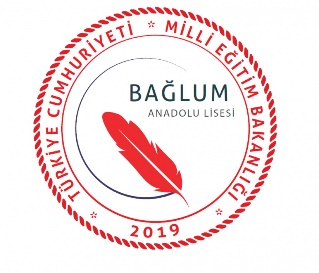 TÜRKİYE CUMHURİYETİ * MİLLİ EĞİTİM BAKANLIĞI
BAĞLUM
ANADOLU LİSESİ
* 2019 *